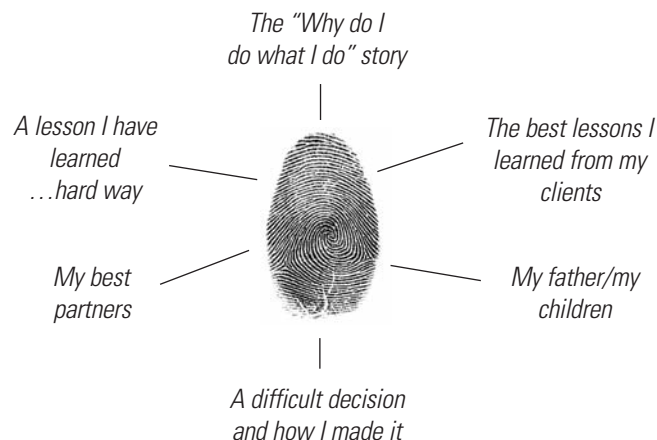 The “Why do I
do what I do” story
A lesson I have
learned
…hard way
The best lessons I
learned from my
clients
My best
partners
My father/my
children
A difficult decision
and how I made it